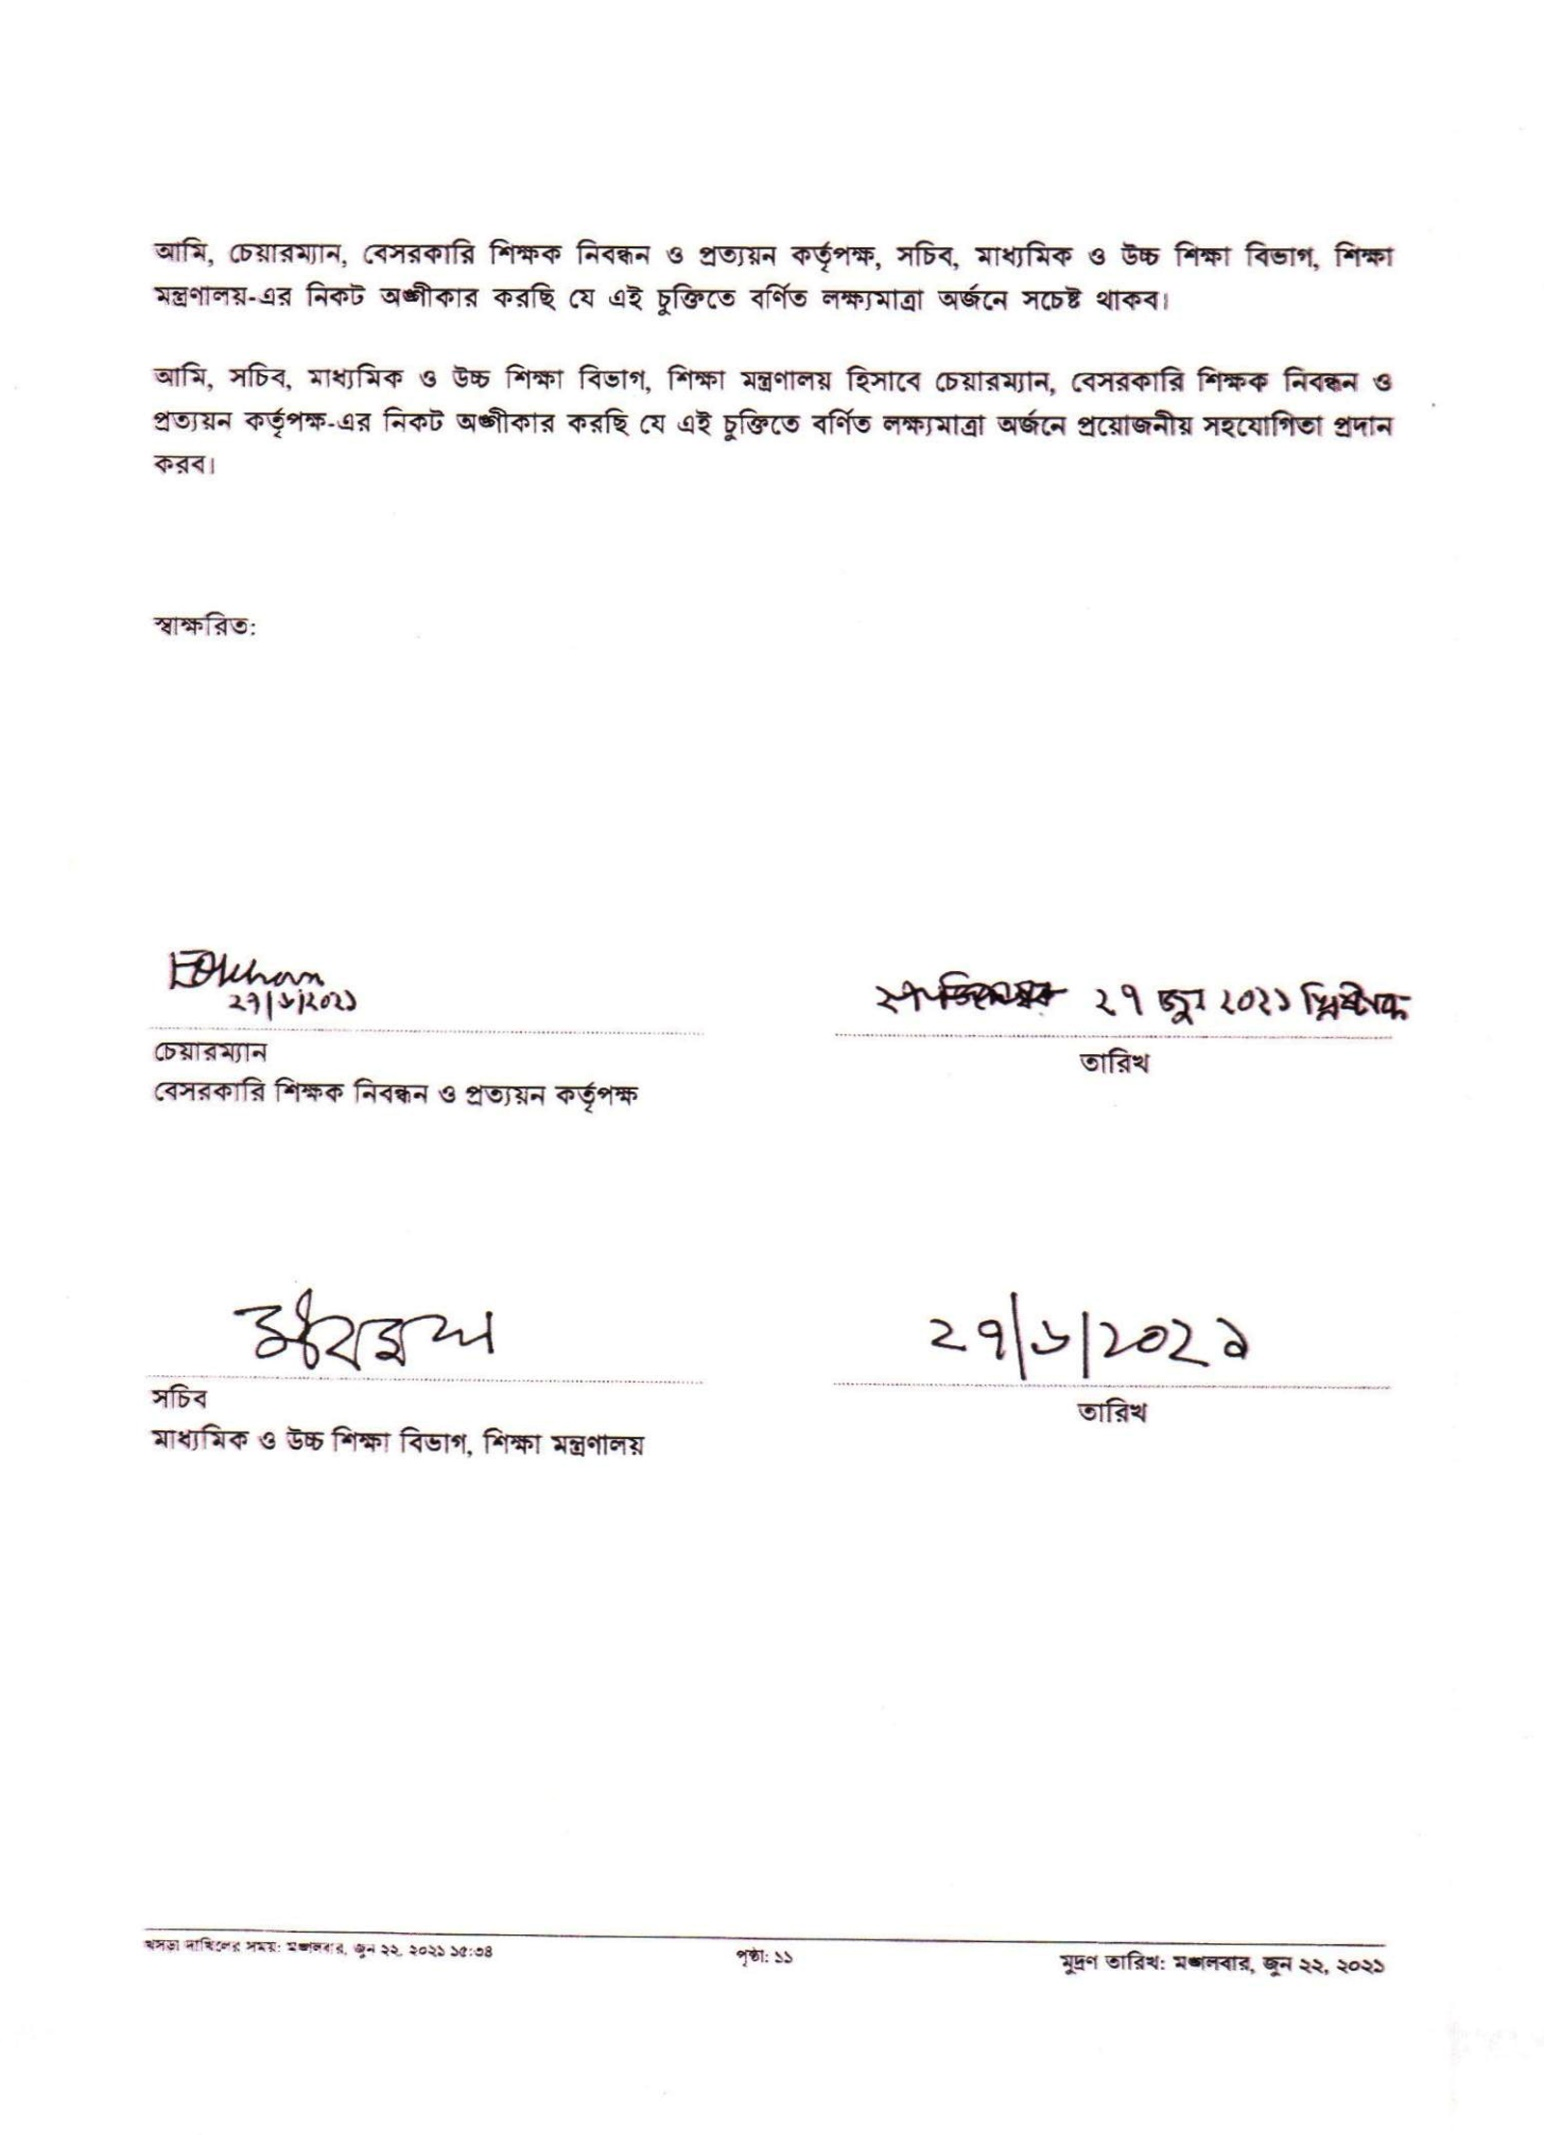 আমি, চেয়ারম্যান, বেসরকারি শিক্ষক নিবন্ধন ও প্রত্যয়ন কর্তৃপক্ষ, সচিব, মাধ্যমিক ও উচ্চ শিক্ষা বিভাগ, শিক্ষা
মন্ত্রণালয়-এর নিকট অঙ্গীকার করছি যে এই চুক্তিতে বর্ণিত লক্ষ্যমাত্রা অর্জনে সচেষ্ট থাকব।
আমি, সচিব, মাধ্যমিক ও উচ্চ শিক্ষা বিভাগ, শিক্ষা মন্ত্রণালয় হিসাবে চেয়ারম্যান, বেসরকারি শিক্ষক নিবন্ধন ও
প্রত্যয়ন কর্তৃপক্ষ-এর নিকট অঙ্গীকার করছি যে এই চুক্তিতে বর্ণিত লক্ষ্যমাত্রা অর্জনে প্রয়োজনীয় সহযোগিতা প্রদান
করব।
স্বাক্ষরিত:
২৭/৬/২০২১
২৭ জুন ২০২১
চেয়ারম্যান
বেসরকারি শিক্ষক নিবন্ধন ও প্রত্যয়ন কর্তৃপক্ষ
তারিখ
২৭/৬/২০২১
সচিব
মাধ্যমিক ও উচ্চ শিক্ষা বিভাগ, শিক্ষা মন্ত্রণালয়
তারিখ
খসড়া দাখিলের সময়: মঙ্গলবার, জুন ২২, ২০২১ ১৫:৩৪
পৃষ্ঠা: ১১
মুদ্রণ তারিখ: মঙ্গলবার, জুন ২২, ২০২১